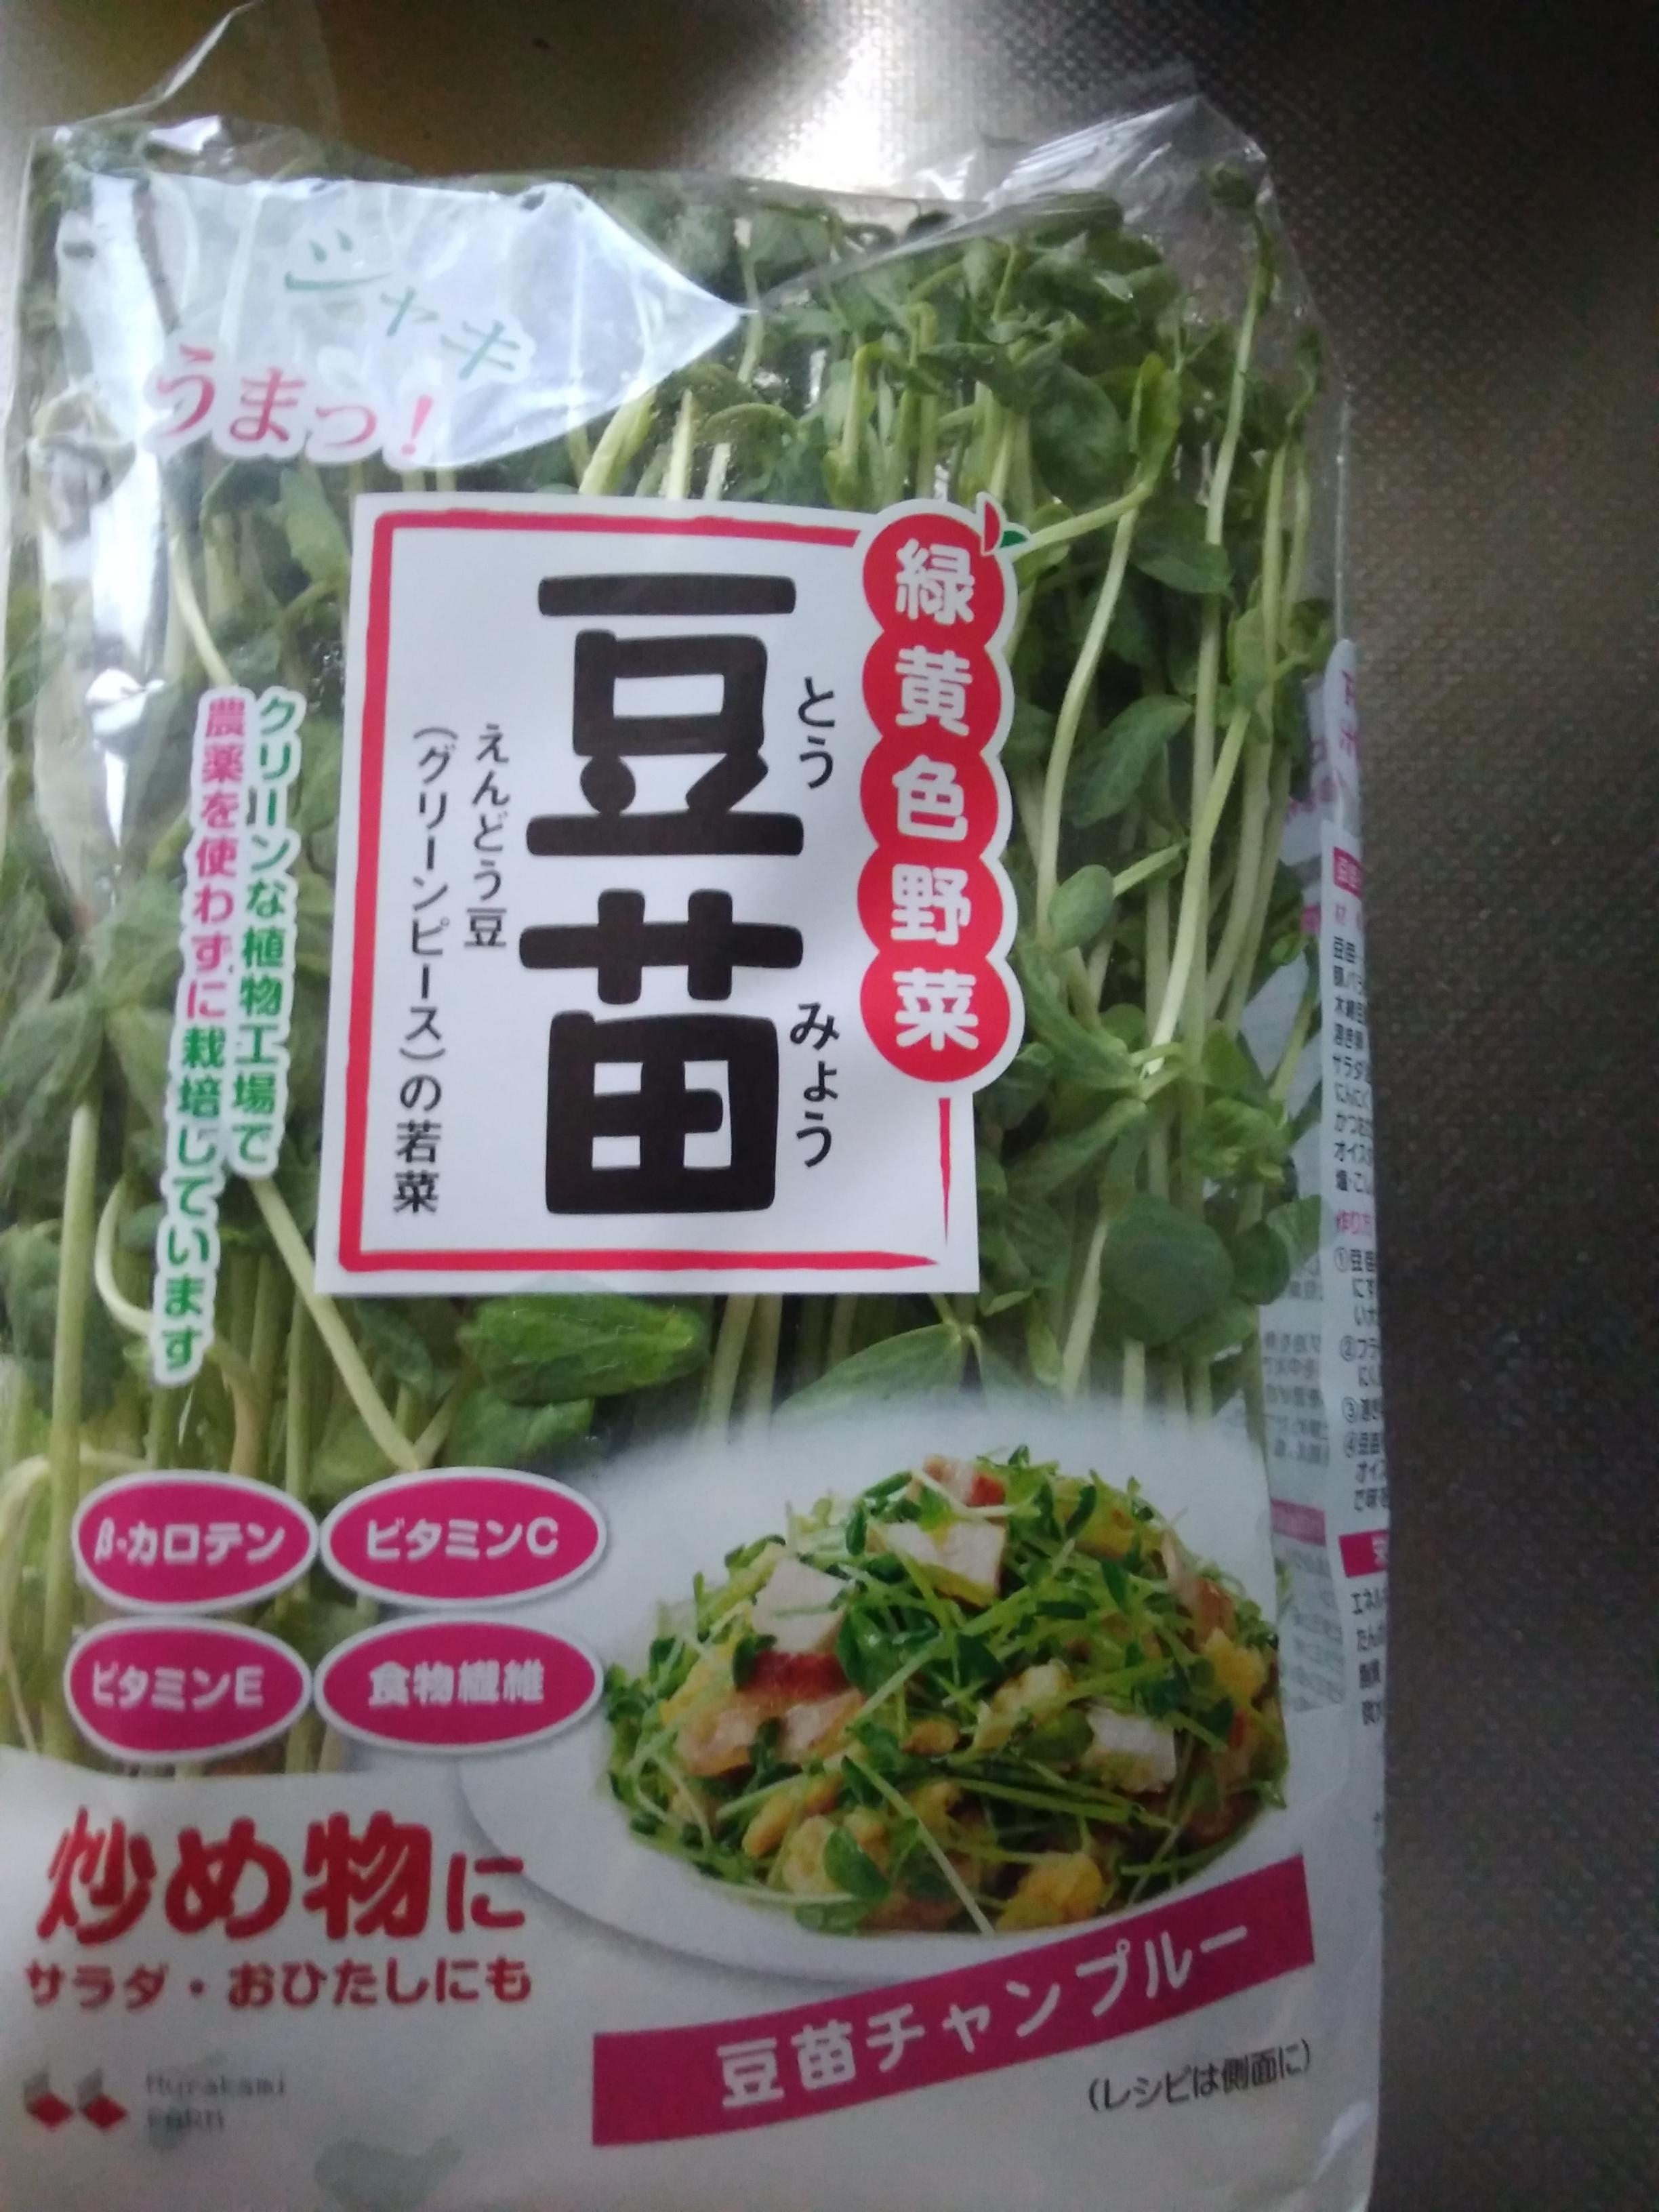 シャキ
うまっ!
緑黄色野菜
とう みょう
豆苗
えんどう豆
(グリーンピース)の若菜
クリーンな植物工場で
農薬を使わずに栽培しています
β-カロテン
ビタミンC
ビタミンE
食物繊維
炒め物に
サラダ・おひたしにも
豆苗チャンプルー
(レシピは側面に)
Murakami
FARM